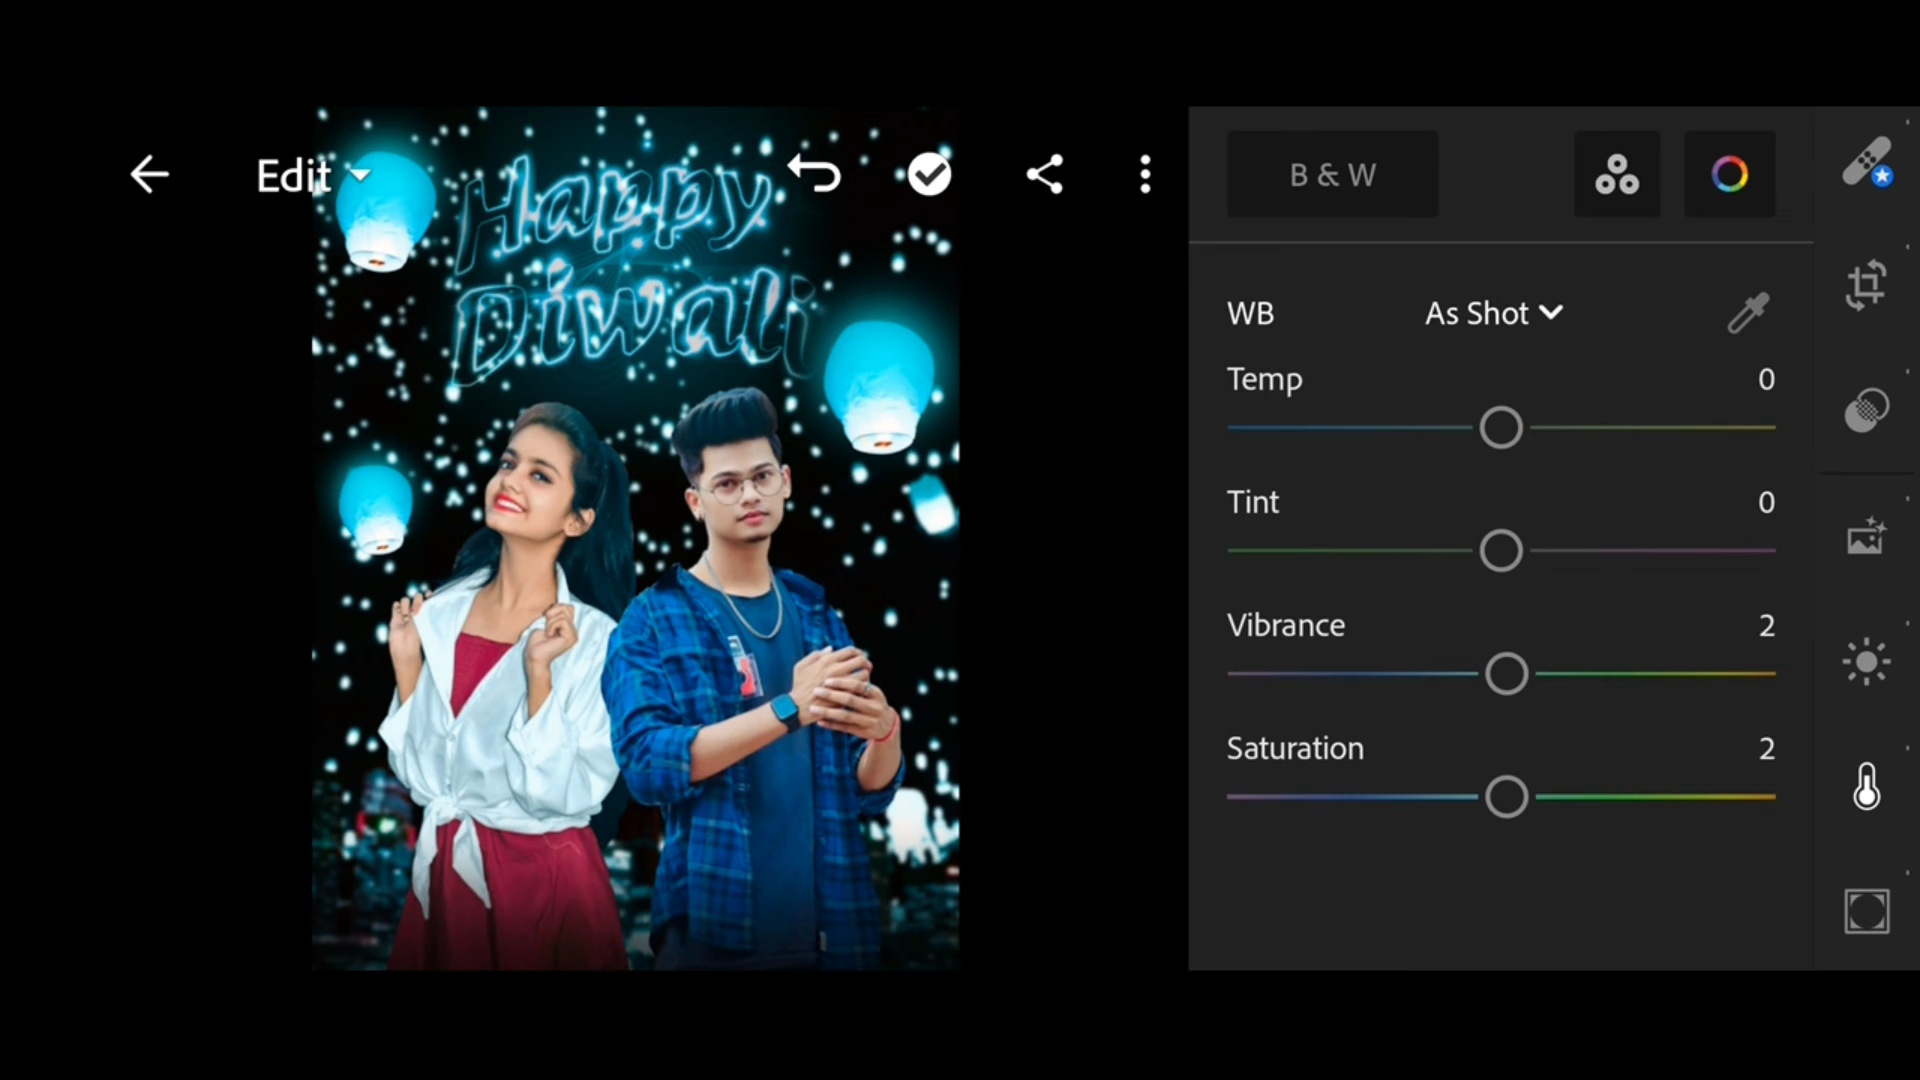 Edit
Happy
Diwali
B & W
WB As Shot
Temp 0
Tint 0
Vibrance 2
Saturation 2